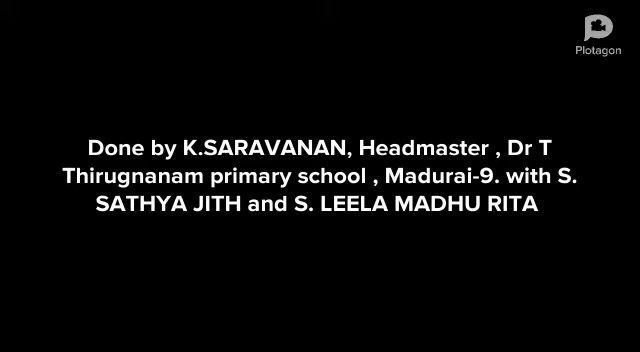 Plotagon
Done by K.SARAVANAN, Headmaster , Dr T
Thirugnanam primary school , Madurai-9. with S.
SATHYA JITH and S. LEELA MADHU RITA